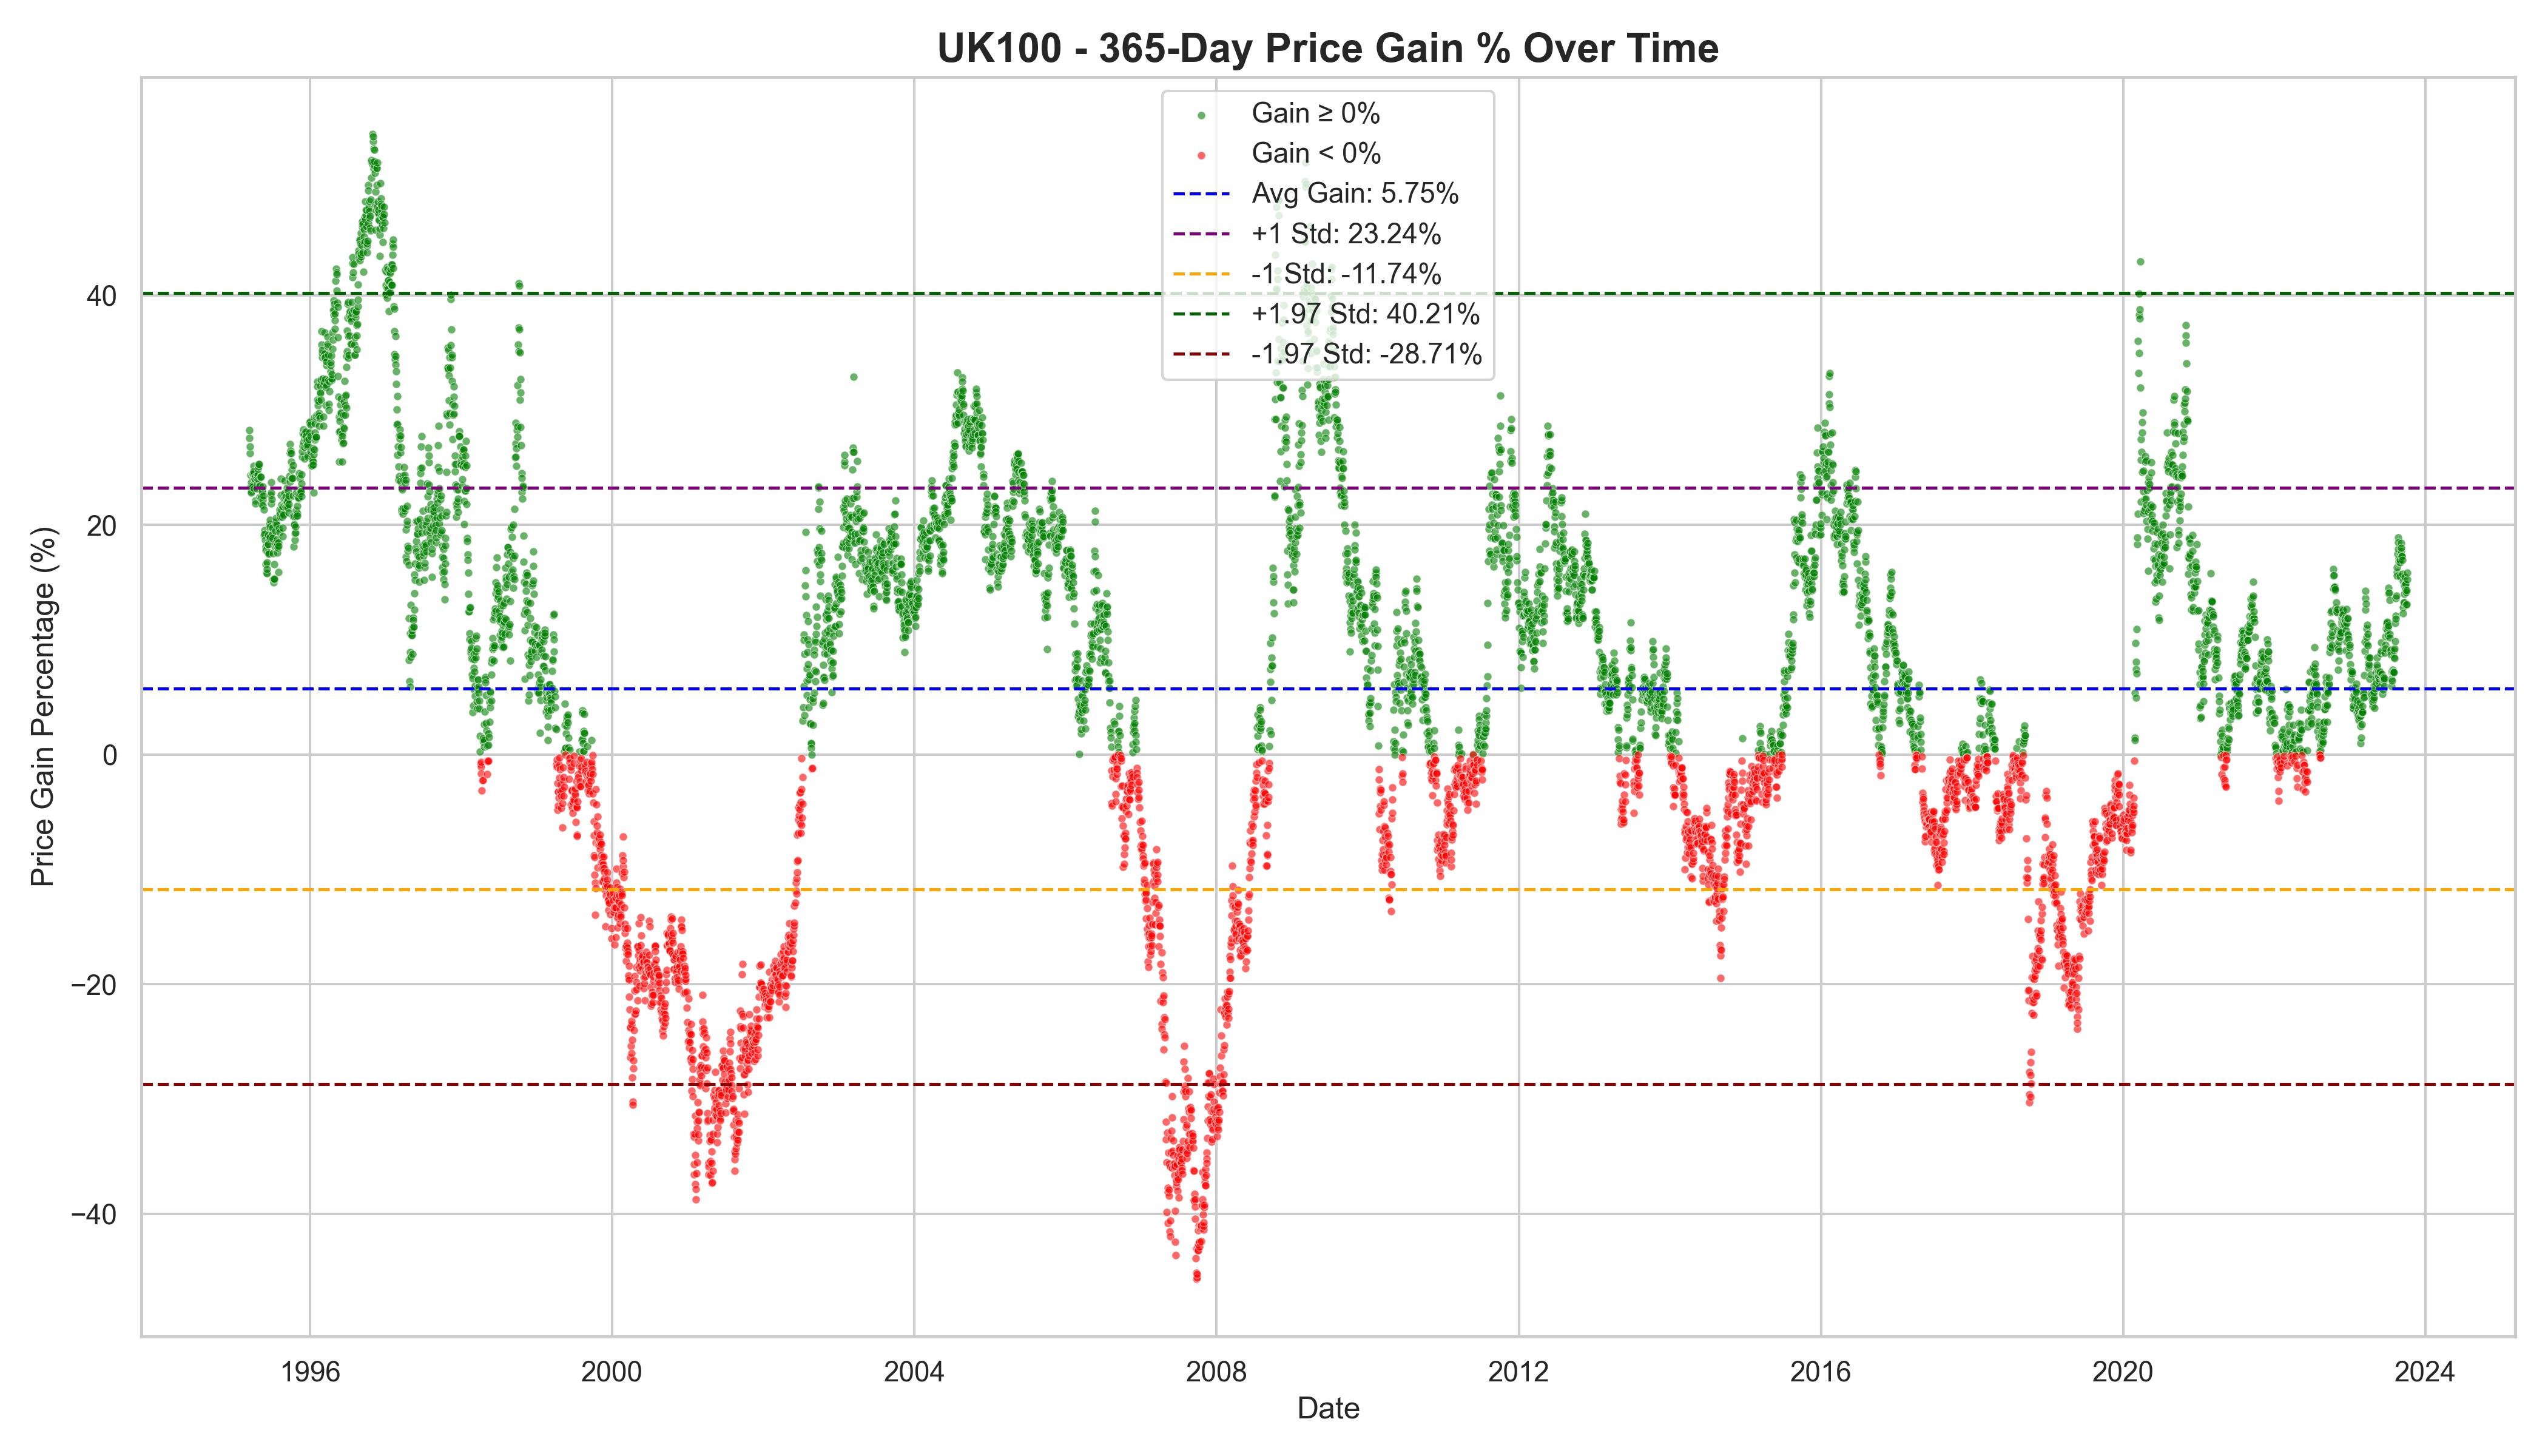 UK100 - 365-Day Price Gain % Over Time
Gain ≥ 0%
Gain < 0%
Avg Gain: 5.75%
+1 Std: 23.24%
-1 Std: -11.74%
+1.97 Std: 40.21%
-1.97 Std: -28.71%
Price Gain Percentage (%)
40
20
0
−20
−40
1996 2000 2004 2008 2012 2016 2020 2024
Date